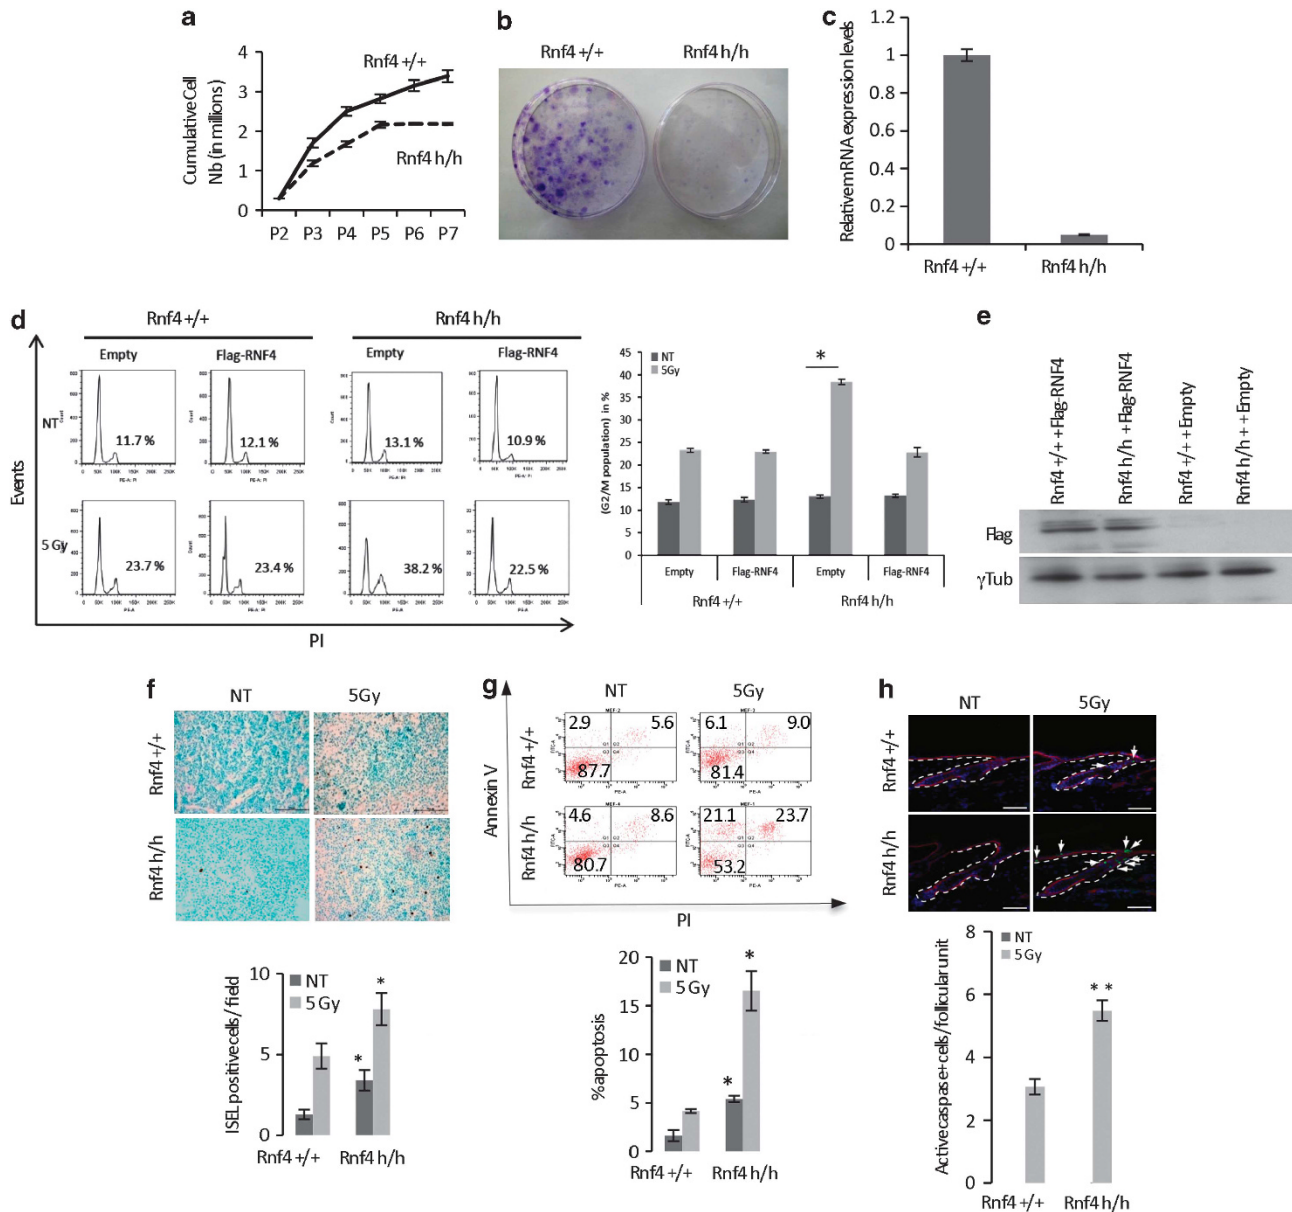 a
Cumulative Cell
Nb (in millions)
4
3
2
1
0
Rnf4 +/+
Rnf4 h/h
P2 P3 P4 P5 P6 P7
b
Rnf4 +/+ Rnf4 h/h
c
Relative mRNA expression levels
1.2
1
0.8
0.6
0.4
0.2
0
Rnf4 +/+ Rnf4 h/h
d
Rnf4 +/+ Rnf4 h/h
Empty Flag-RNF4 Empty Flag-RNF4
Events
NT
11.7 % 12.1 % 13.1 % 10.9 %
5 Gy
23.7 % 23.4 % 38.2 % 22.5 %
PI
(G2/M population) in %
45
40
35
30
25
20
15
10
5
0
NT
5Gy
*
Empty Flag-RNF4 Empty Flag-RNF4
Rnf4 +/+ Rnf4 h/h
e
Rnf4 +/+ +Flag-RNF4
Rnf4 h/h +Flag-RNF4
Rnf4 +/+ +Empty
Rnf4 h/h + +Empty
Flag
γTub
f
NT 5Gy
Rnf4 +/+
Rnf4 h/h
ISEL positive cells / field
10
5
0
NT
5 Gy
*
*
Rnf4 +/+ Rnf4 h/h
g
NT 5Gy
Annexin V
Rnf4 +/+
MEF-2 MEF-3
2.9 5.6 6.1 9.0
87.7 81.4
Rnf4 h/h
MEF-4 MEF-1
4.6 8.6 21.1 23.7
80.7 53.2
PI
%apoptosis
20
15
10
5
0
NT
5 Gy
*
*
Rnf4 +/+ Rnf4 h/h
h
NT 5Gy
Rnf4 +/+
Rnf4 h/h
Active caspase+ cells/ follicular unit
8
6
4
2
0
NT
5 Gy
* *
Rnf4 +/+ Rnf4 h/h